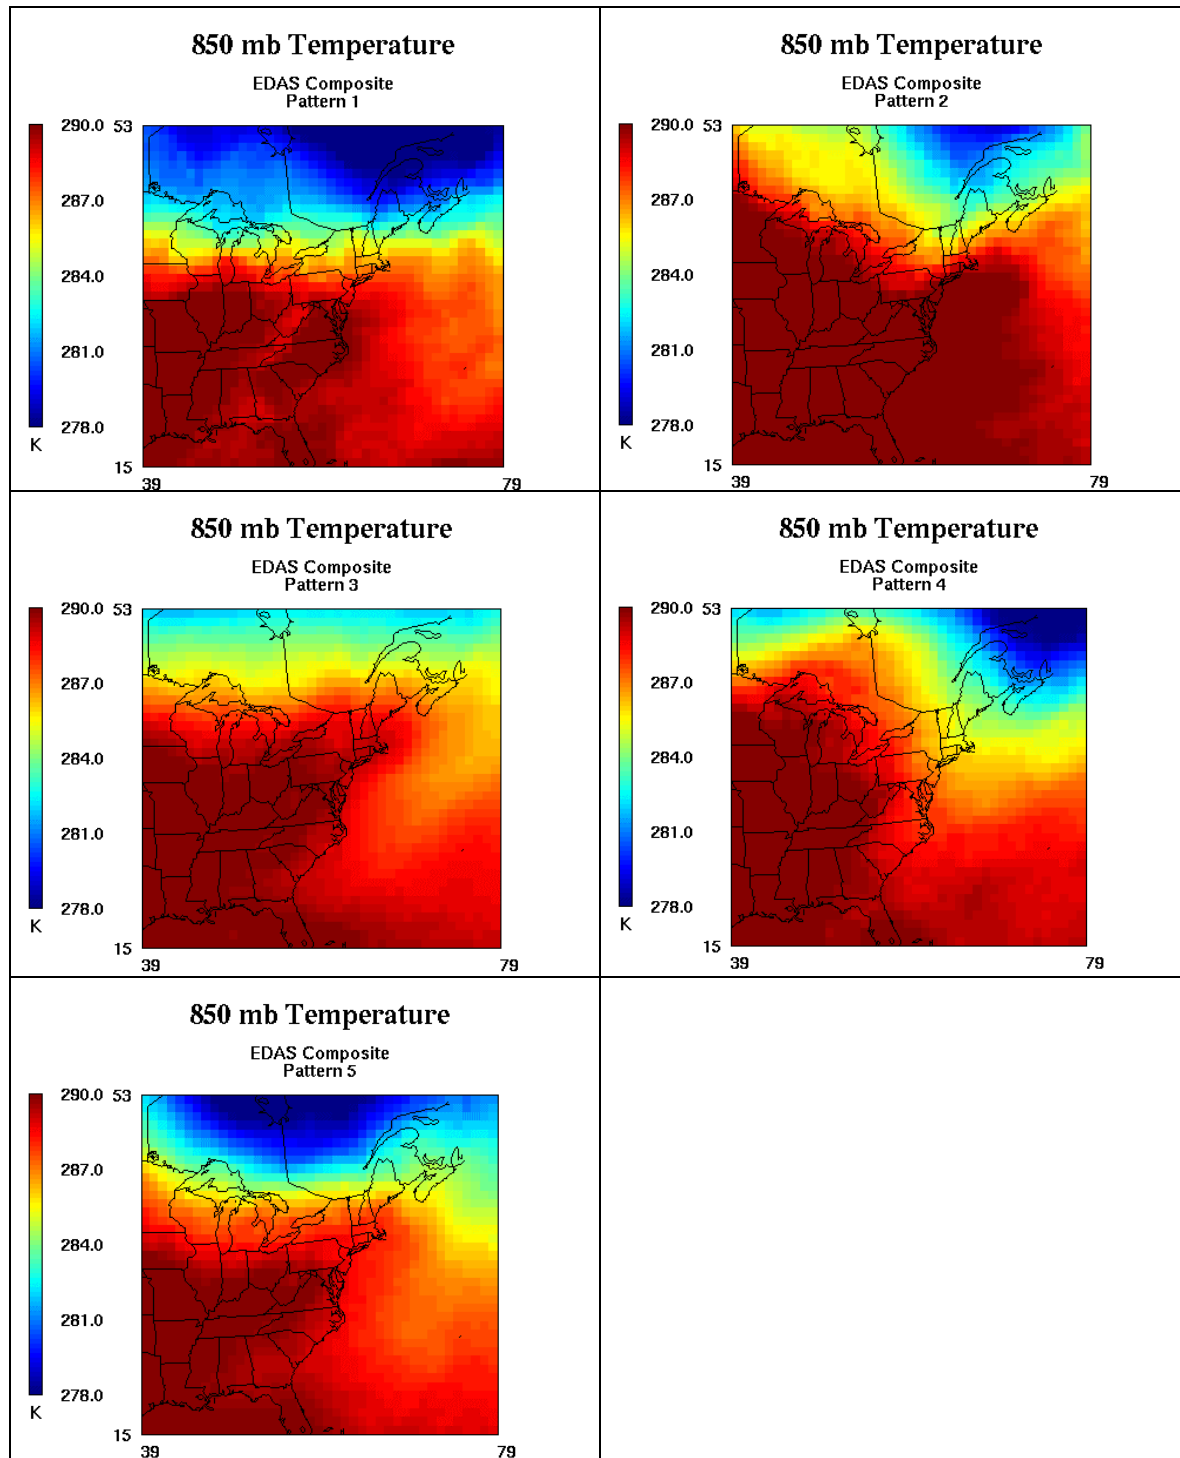 850 mb Temperature
EDAS Composite
Pattern 1
290.0
287.0
284.0
281.0
278.0
K
53
15
39
79
850 mb Temperature
EDAS Composite
Pattern 2
290.0
287.0
284.0
281.0
278.0
K
53
15
39
79
850 mb Temperature
EDAS Composite
Pattern 3
290.0
287.0
284.0
281.0
278.0
K
53
15
39
79
850 mb Temperature
EDAS Composite
Pattern 4
290.0
287.0
284.0
281.0
278.0
K
53
15
39
79
850 mb Temperature
EDAS Composite
Pattern 5
290.0
287.0
284.0
281.0
278.0
K
53
15
39
79